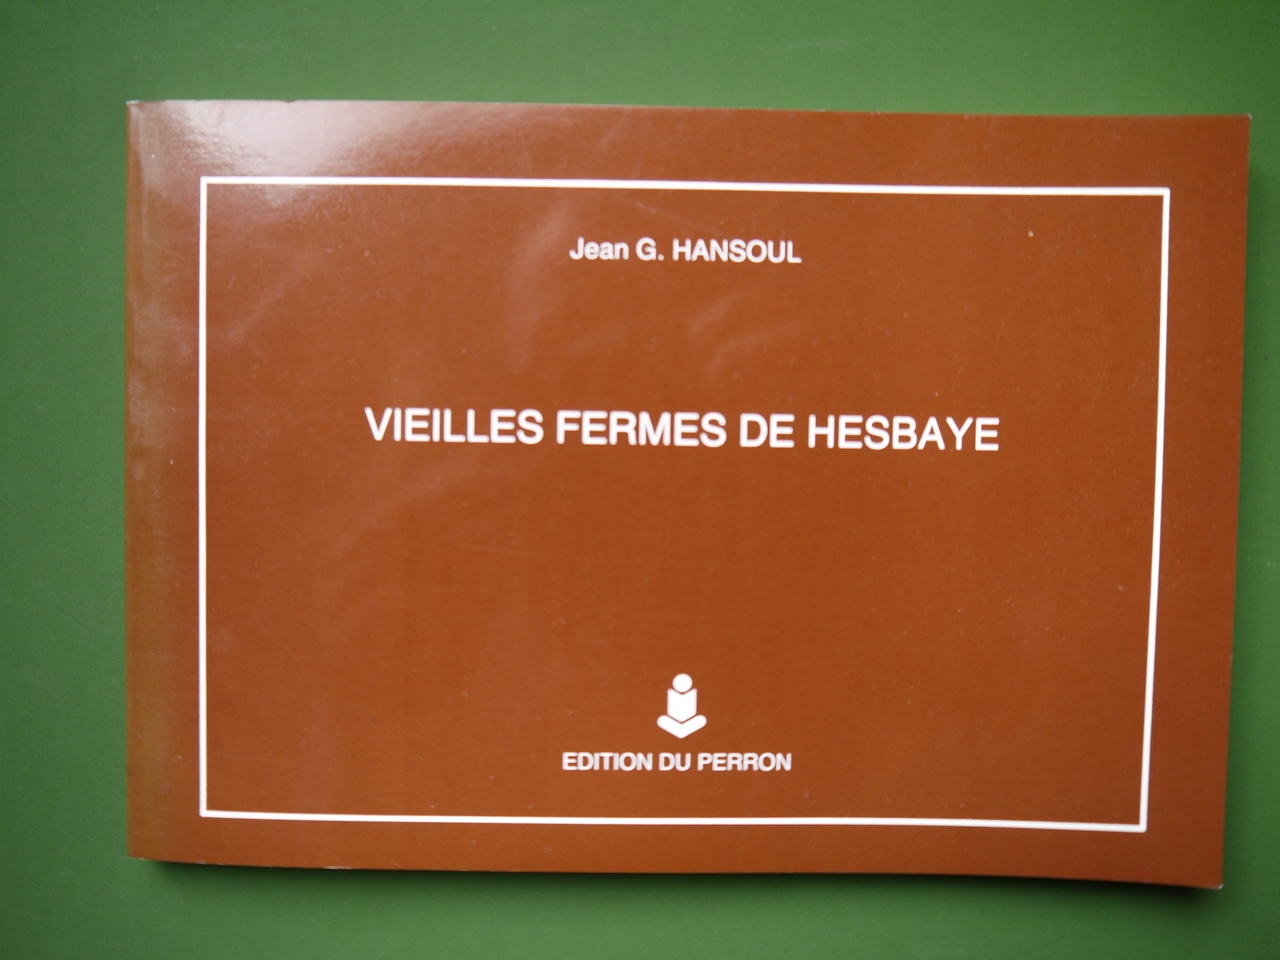 Jean G. HANSOUL
VIEILLES FERMES DE HESBAYE
EDITION DU PERRON